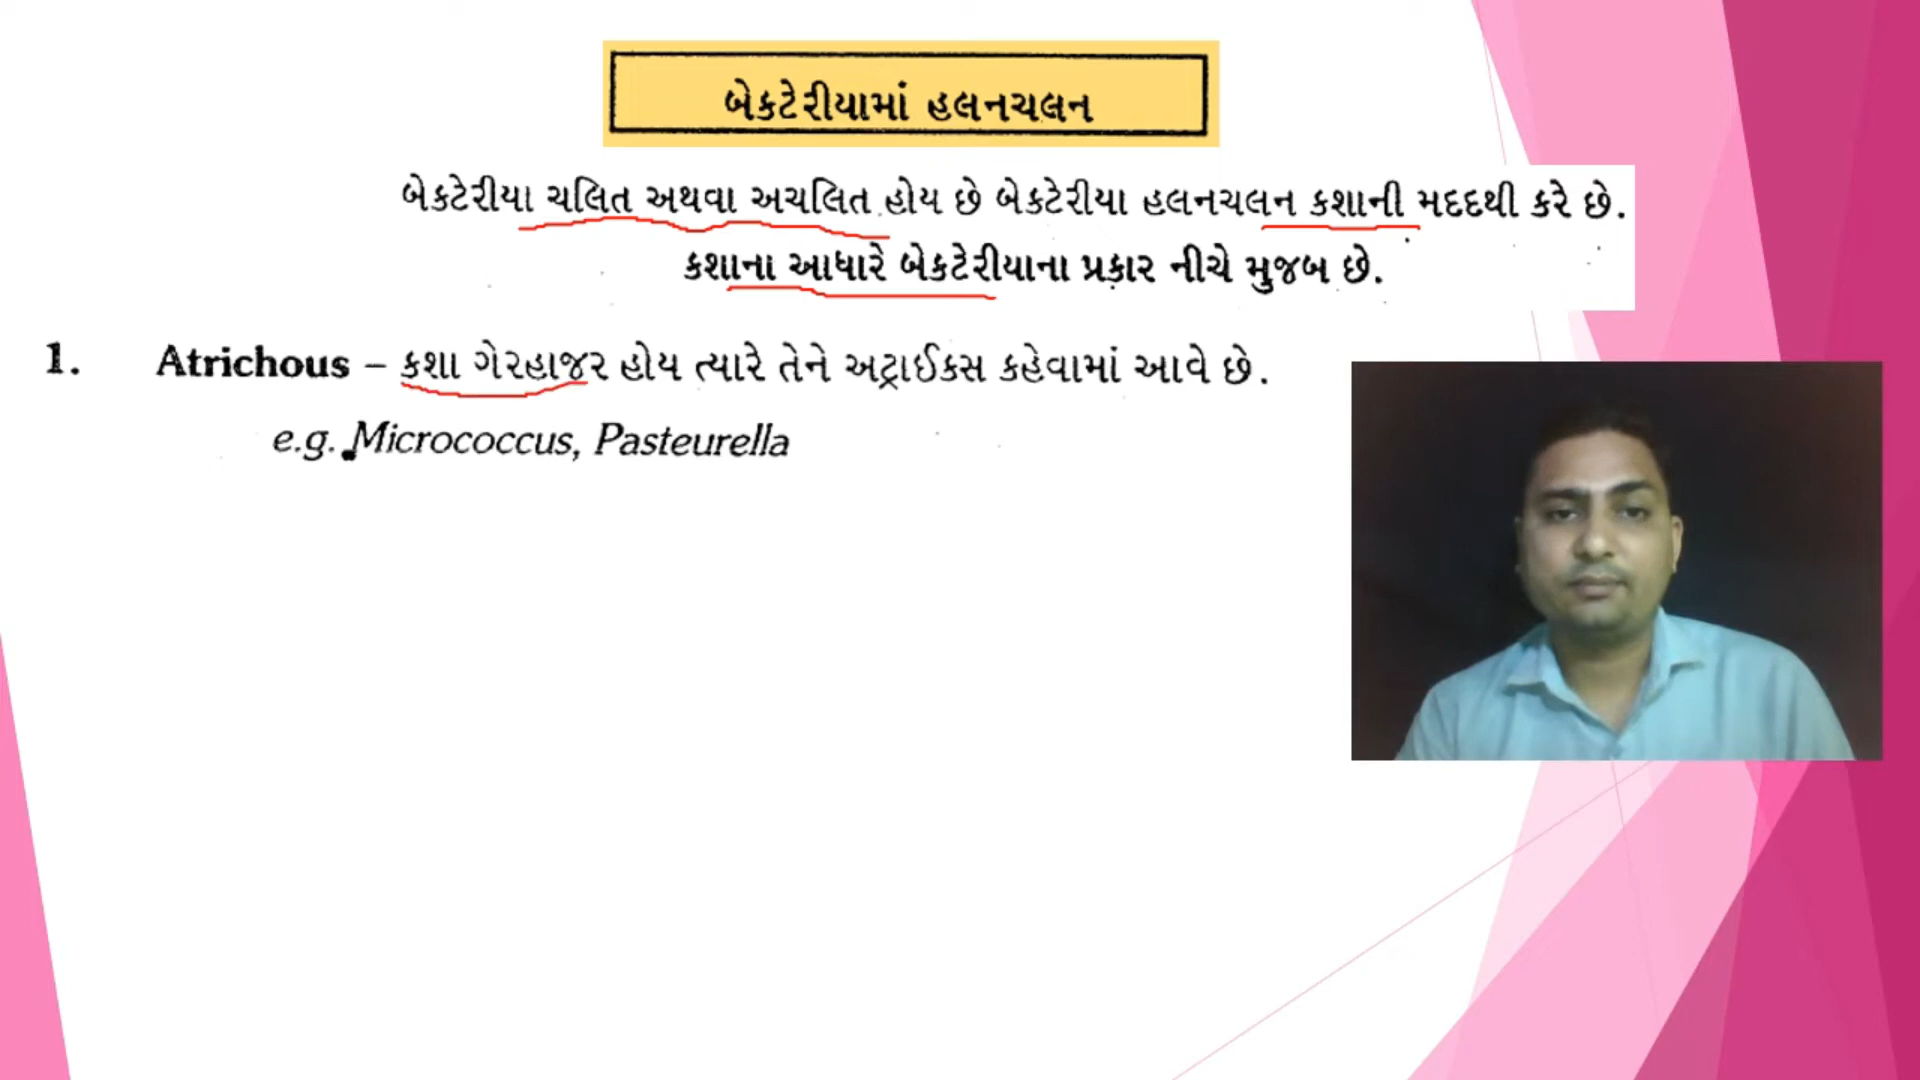 બેક્ટેરીયામાં હલનચલન
બેક્ટેરીયા ચલિત અથવા અચલિત હોય છે બેક્ટેરીયા હલનચલન કશાની મદદથી કરે છે.
કશાના આધારે બેક્ટેરીયાના પ્રકાર નીચે મુજબ છે.
1. Atrichous – કશા ગેરહાજર હોય ત્યારે તેને અટ્રાઈકસ કહેવામાં આવે છે.
e.g. Micrococcus, Pasteurella